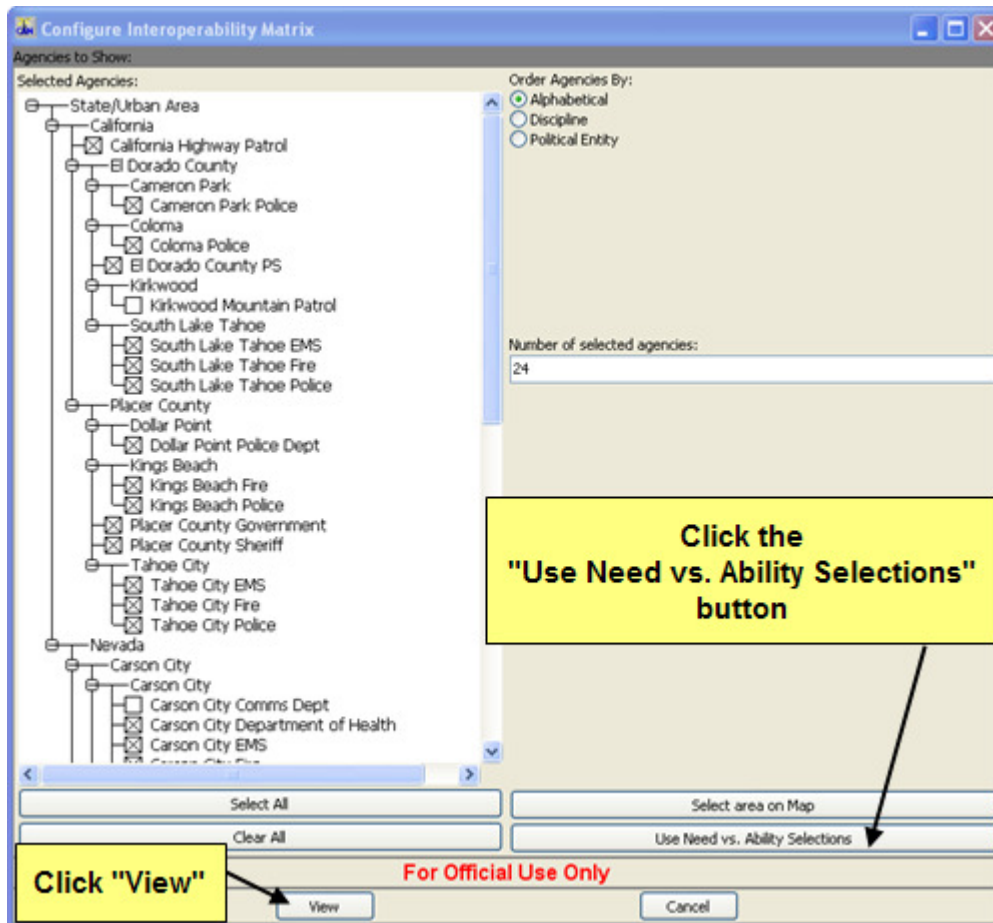 Configure Interoperability Matrix
Agencies to Show:
Selected Agencies:
State/Urban Area
California
California Highway Patrol
El Dorado County
Cameron Park
Cameron Park Police
Coloma
Coloma Police
El Dorado County PS
Kirkwood
Kirkwood Mountain Patrol
South Lake Tahoe
South Lake Tahoe EMS
South Lake Tahoe Fire
South Lake Tahoe Police
Placer County
Dollar Point
Dollar Point Police Dept
Kings Beach
Kings Beach Fire
Kings Beach Police
Placer County Government
Placer County Sheriff
Tahoe City
Tahoe City EMS
Tahoe City Fire
Tahoe City Police
Nevada
Carson City
Carson City
Carson City Comms Dept
Carson City Department of Health
Carson City EMS
Order Agencies By:
Alphabetical
Discipline
Political Entity
Number of selected agencies:
24
Click the
"Use Need vs. Ability Selections"
button
Select All
Select area on Map
Clear All
Use Need vs. Ability Selections
For Official Use Only
Click "View"
View
Cancel